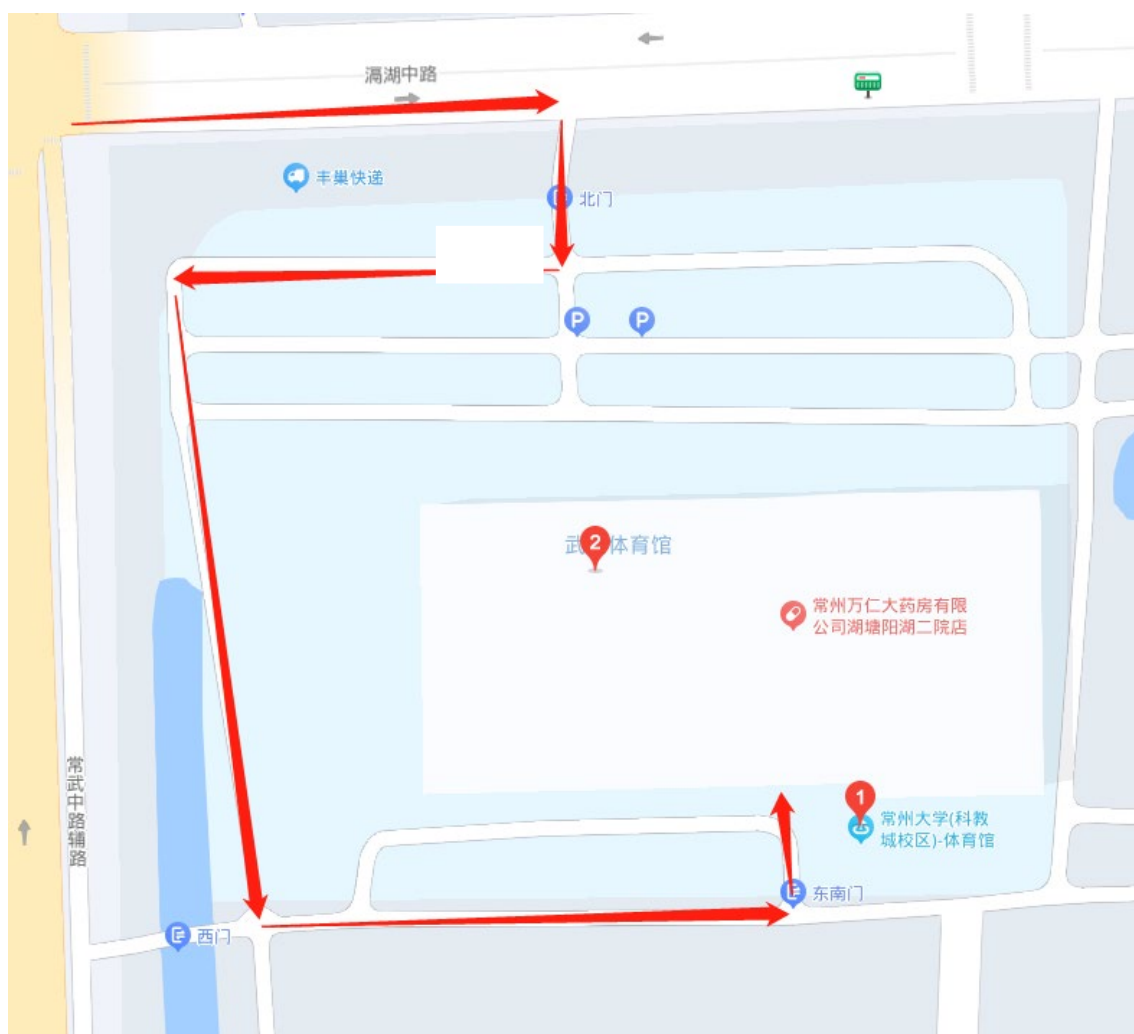 滆湖中路
丰巢快递
北门
P
P
武
2
体育馆
常州万仁大药房有限
公司湖塘阳湖二院店
常武中路辅路
1
常州大学(科教
城校区)-体育馆
东南门
西门